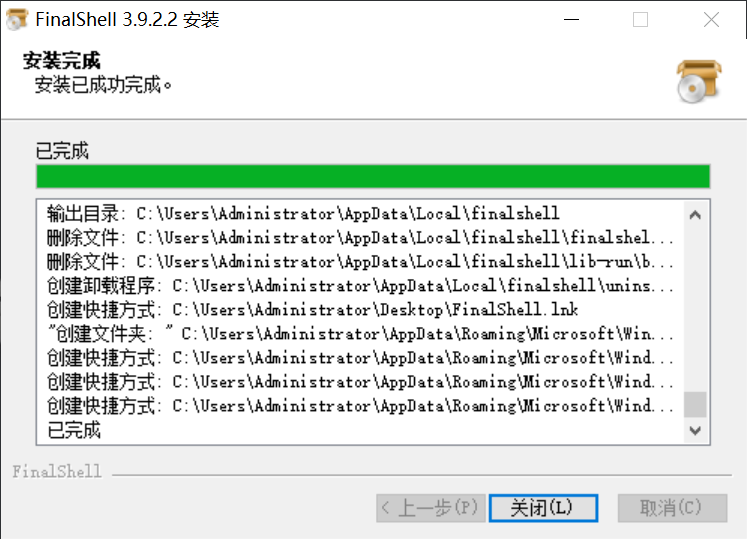 FinalShell 3.9.2.2 安装
安装完成
安装已成功完成。
已完成
输出目录: C:\Users\Administrator\AppData\Local\finalshell
删除文件: C:\Users\Administrator\AppData\Local\finalshell\finalshel...
删除文件: C:\Users\Administrator\AppData\Local\finalshell\lib-run\b...
创建卸载程序: C:\Users\Administrator\AppData\Local\finalshell\unins...
创建快捷方式: C:\Users\Administrator\Desktop\FinalShell.lnk
"创建文件夹: " C:\Users\Administrator\AppData\Roaming\Microsoft\Win...
创建快捷方式: C:\Users\Administrator\AppData\Roaming\Microsoft\Wind...
创建快捷方式: C:\Users\Administrator\AppData\Roaming\Microsoft\Wind...
创建快捷方式: C:\Users\Administrator\AppData\Roaming\Microsoft\Wind...
已完成
FinalShell
< 上一步(P) 关闭(L) 取消(C)